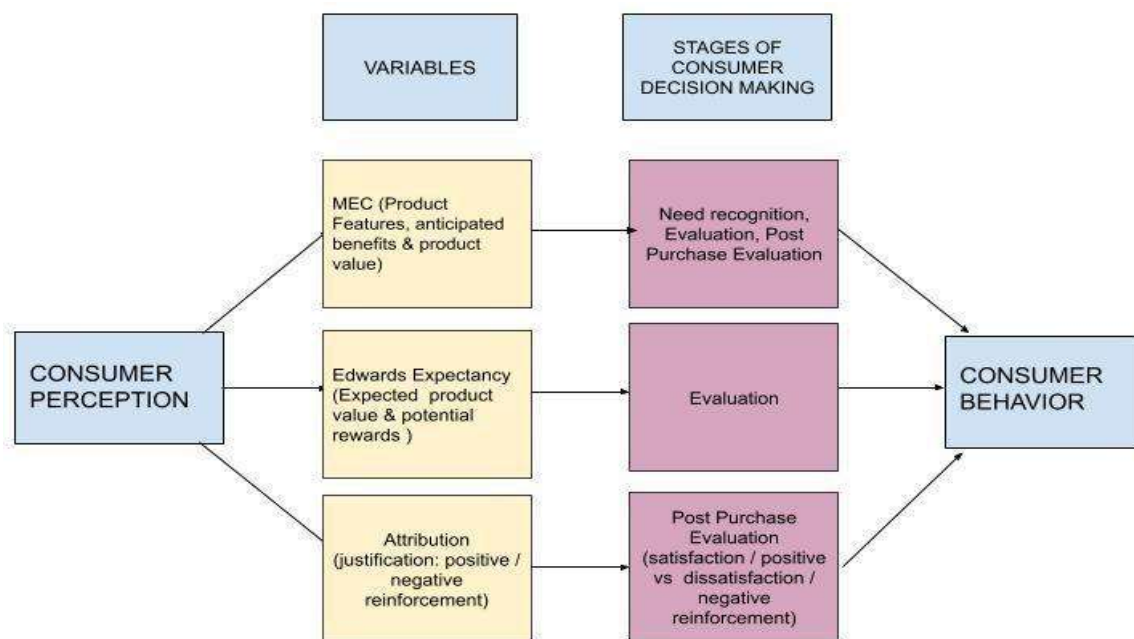 VARIABLES
STAGES OF
CONSUMER
DECISION MAKING
MEC (Product
Features, anticipated
benefits & product
value)
Need recognition,
Evaluation, Post
Purchase Evaluation
CONSUMER
PERCEPTION
Edwards Expectancy
(Expected product
value & potential
rewards )
Evaluation
CONSUMER
BEHAVIOR
Attribution
(justification: positive /
negative
reinforcement)
Post Purchase
Evaluation
(satisfaction / positive
vs dissatisfaction /
negative
reinforcement)